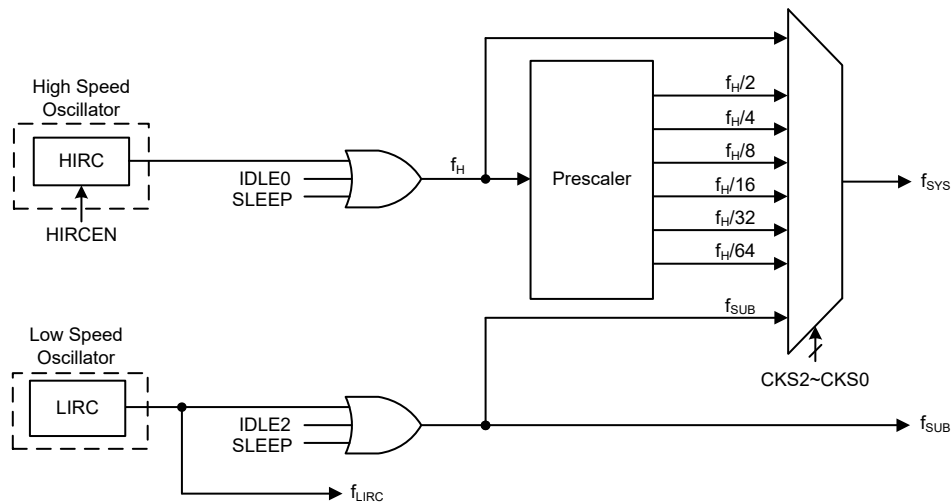 High Speed
Oscillator
HIRC
HIRCEN
IDLE0
SLEEP
fH
Prescaler
fH/2
fH/4
fH/8
fH/16
fH/32
fH/64
fSUB
fSYS
CKS2~CKS0
Low Speed
Oscillator
LIRC
IDLE2
SLEEP
fSUB
fLIRC